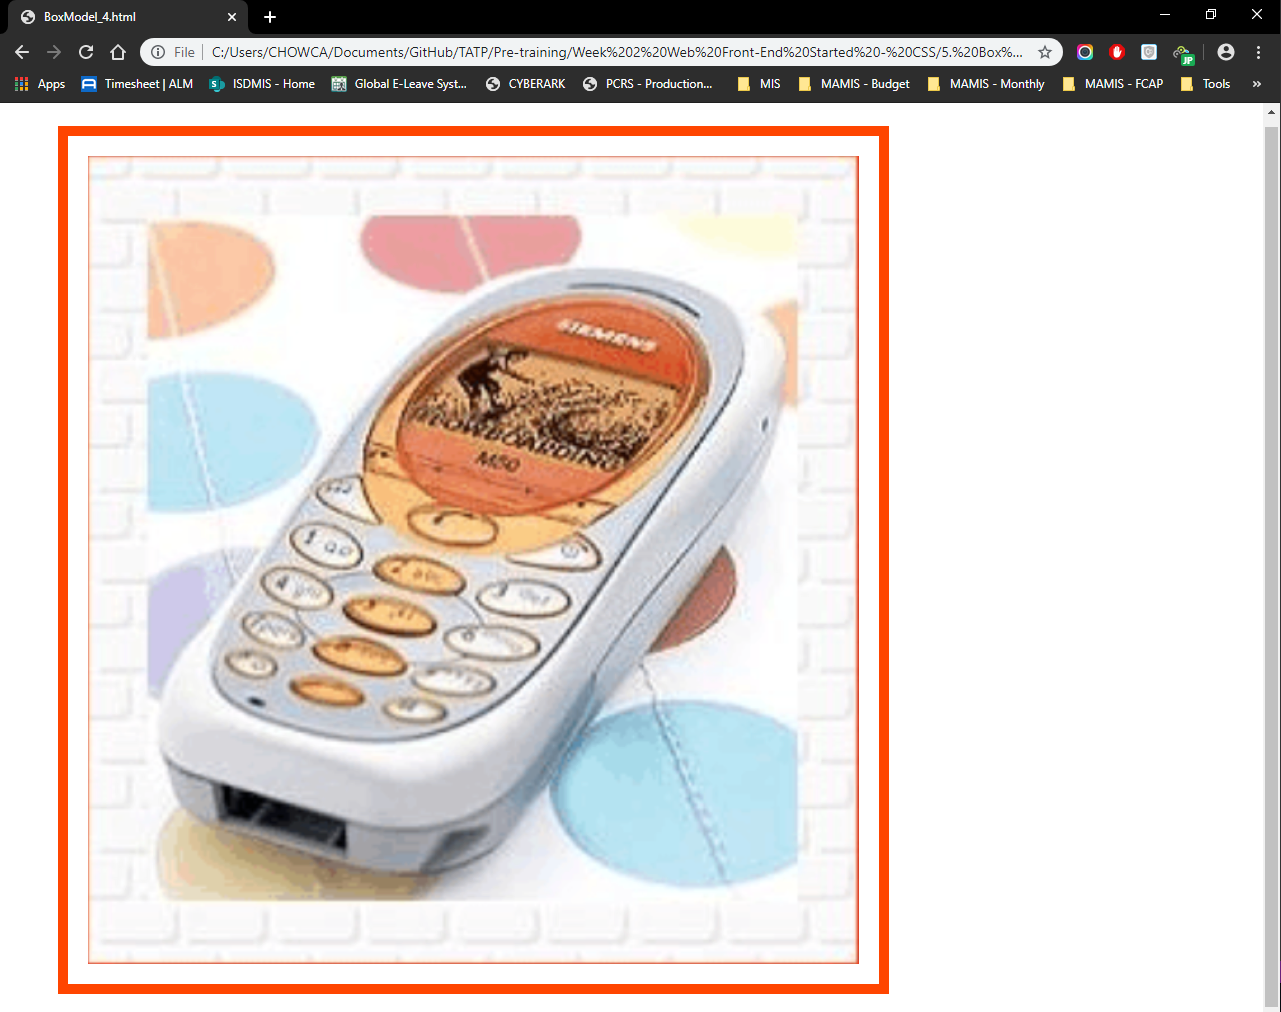 BoxModel_4.html
File
C:/Users/CHOWCA/Documents/GitHub/TATP/Pre-training/Week%202%20Web%20Front-End%20Started%20-%20CSS/5.%20Box%...
JP
Apps
Timesheet | ALM
ISDMIS - Home
Global E-Leave Syst...
CYBERARK
PCRS - Production...
MIS
MAMIS - Budget
MAMIS - Monthly
MAMIS - FCAP
Tools
»
SIEMENS
SNOWBOARDING
M50